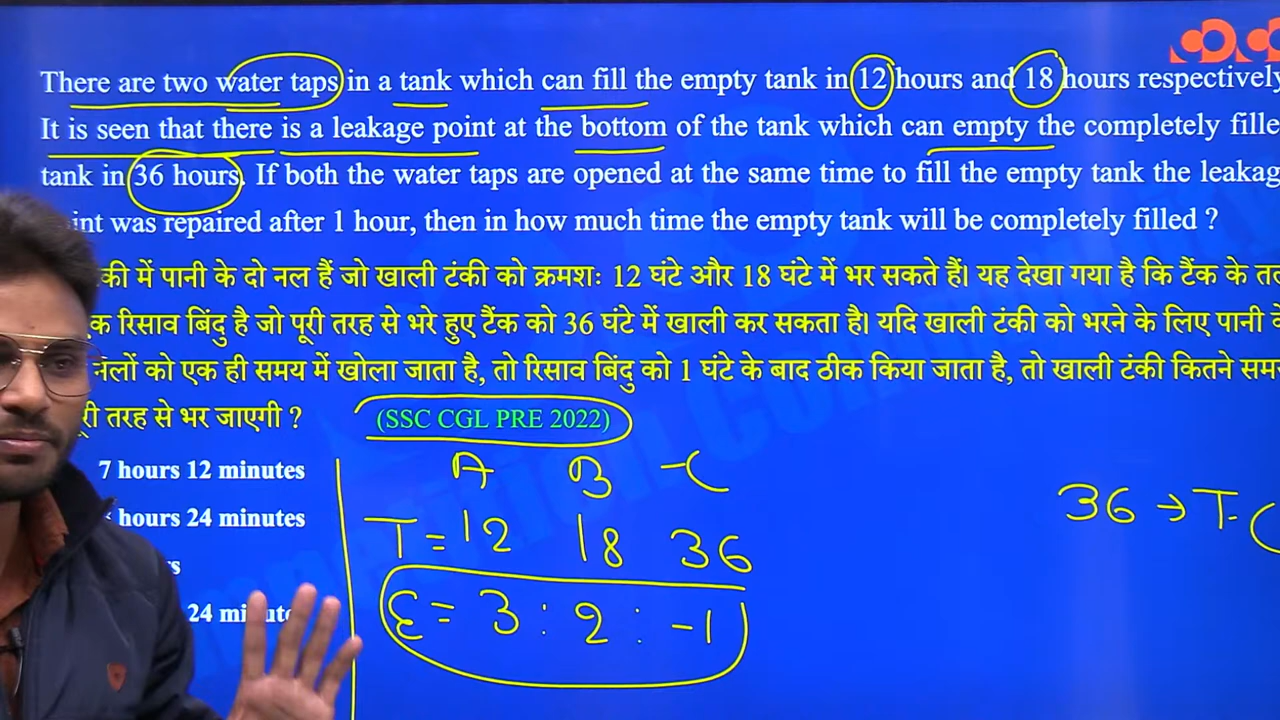 There are two water taps in a tank which can fill the empty tank in 12 hours and 18 hours respectively
It is seen that there is a leakage point at the bottom of the tank which can empty the completely fille
tank in 36 hours. If both the water taps are opened at the same time to fill the empty tank the leakag
int was repaired after 1 hour, then in how much time the empty tank will be completely filled ?
की में पानी के दो नल हैं जो खाली टंकी को क्रमशः 12 घंटे और 18 घंटे में भर सकते हैं। यह देखा गया है कि टैंक के तल
क रिसाव बिंदु है जो पूरी तरह से भरे हुए टैंक को 36 घंटे में खाली कर सकता है। यदि खाली टंकी को भरने के लिए पानी के
नलों को एक ही समय में खोला जाता है, तो रिसाव बिंदु को 1 घंटे के बाद ठीक किया जाता है, तो खाली टंकी कितने सम
री तरह से भर जाएगी ?
(SSC CGL PRE 2022)
7 hours 12 minutes
hours 24 minutes
s
24 minute
A B -C
T = 12 18 36
E = 3 : 2 : -1
36 → T.C